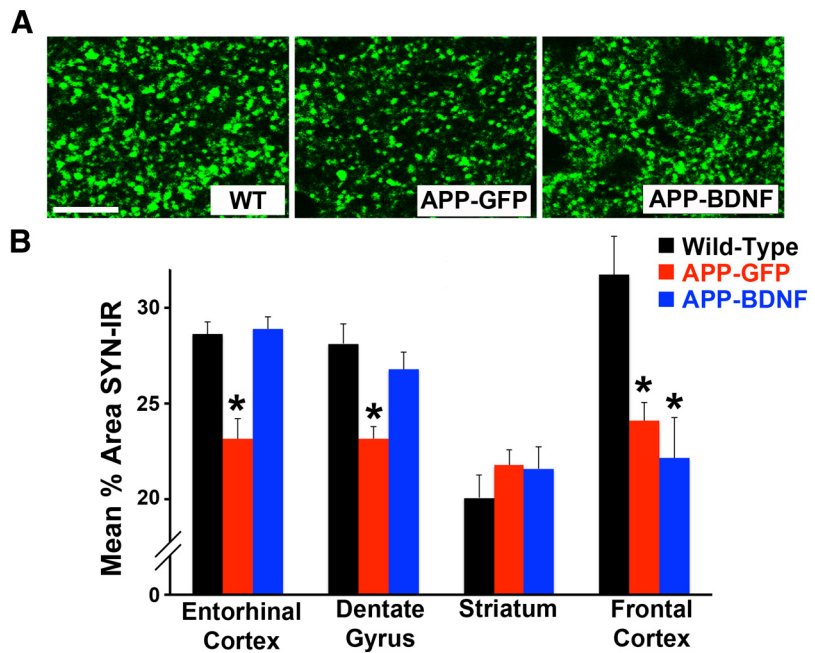 A
WT
APP-GFP
APP-BDNF
B
Wild-Type
APP-GFP
APP-BDNF
Mean % Area SYN-IR
30
25
20
0
*
*
*
*
Entorhinal
Cortex
Dentate
Gyrus
Striatum
Frontal
Cortex